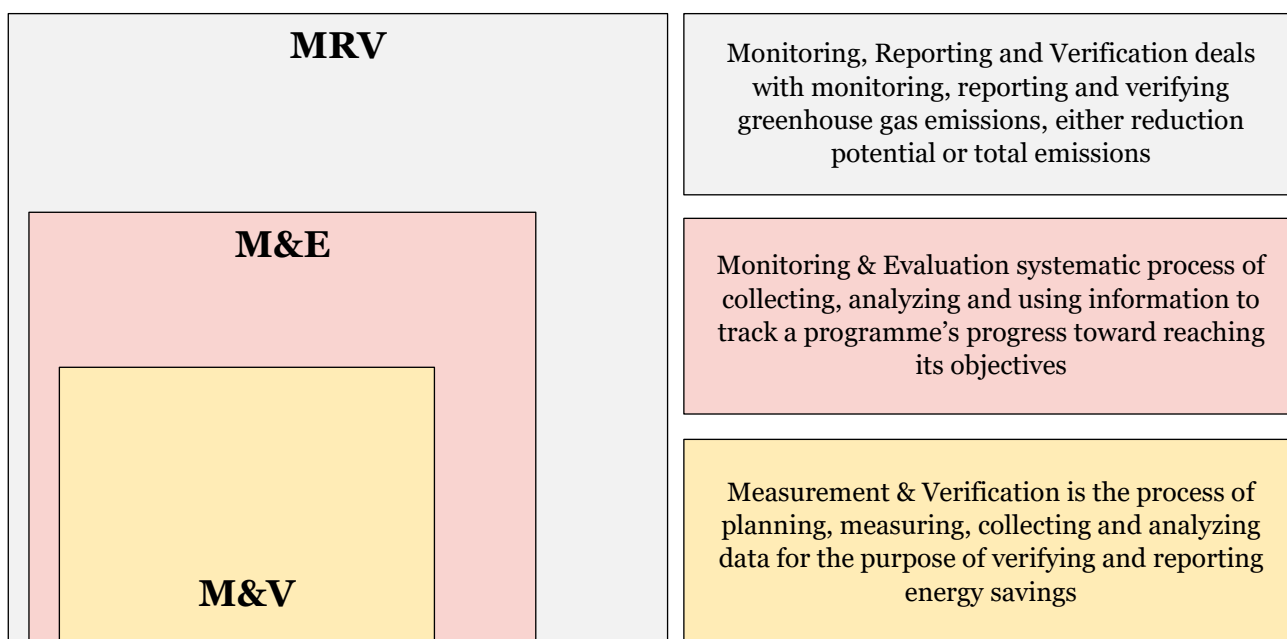 MRV
Monitoring, Reporting and Verification deals
with monitoring, reporting and verifying
greenhouse gas emissions, either reduction
potential or total emissions
M&E
Monitoring & Evaluation systematic process of
collecting, analyzing and using information to
track a programme's progress toward reaching
its objectives
M&V
Measurement & Verification is the process of
planning, measuring, collecting and analyzing
data for the purpose of verifying and reporting
energy savings